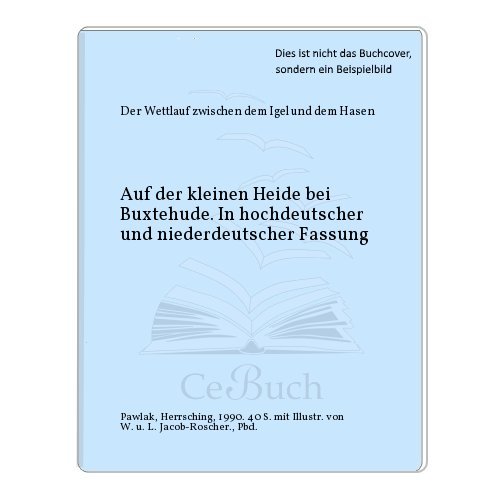 Dies ist nicht das Buchcover,
sondern ein Beispielbild
Der Wettlauf zwischen dem Igel und dem Hasen
Auf der kleinen Heide bei
Buxtehude. In hochdeutscher
und niederdeutscher Fassung
CeBuch
Pawlak, Herrsching, 1990. 40 S. mit Illustr. von
W. u. L. Jacob-Roscher., Pbd.